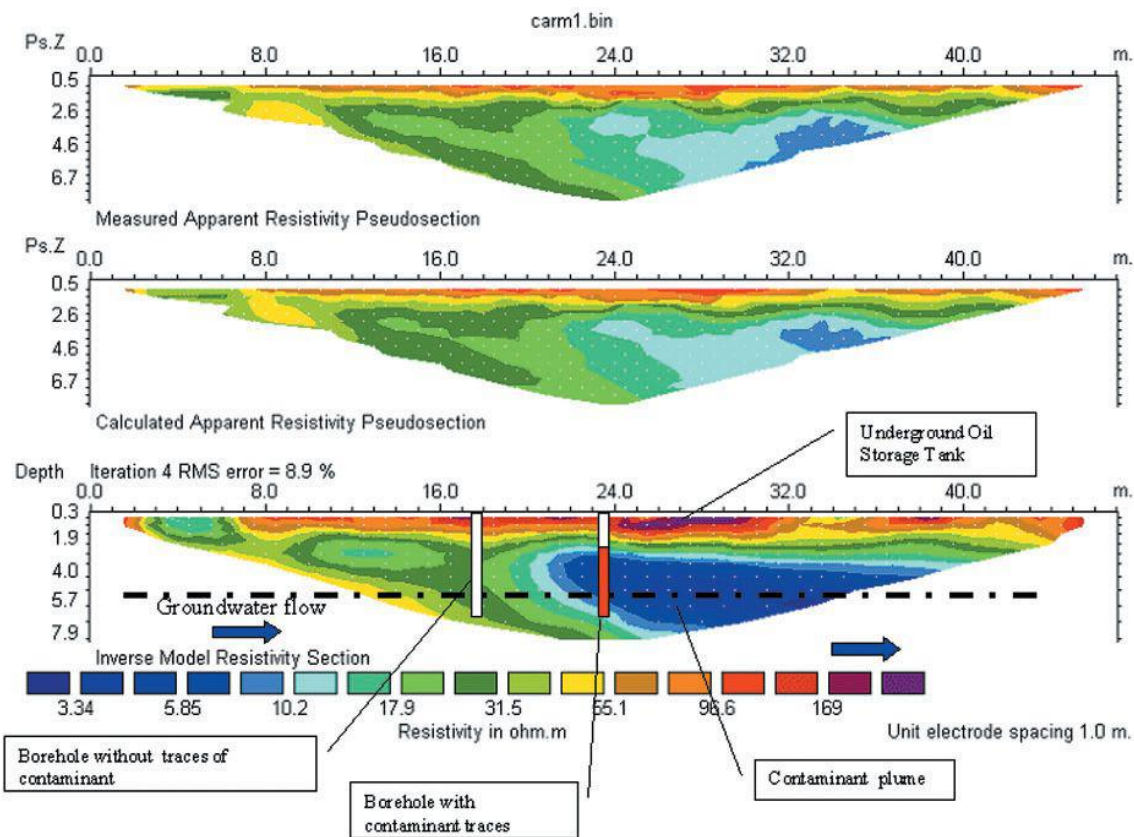 carm1.bin
Ps.Z 0.0 8.0 16.0 24.0 32.0 40.0 m.
0.5
2.6
4.6
6.7
Measured Apparent Resistivity Pseudosection
Ps.Z 0.0 8.0 16.0 24.0 32.0 40.0 m.
0.5
2.6
4.6
6.7
Calculated Apparent Resistivity Pseudosection
Underground Oil
Storage Tank
Depth Iteration 4 RMS error = 8.9 %
0.0 8.0 16.0 24.0 32.0 40.0 m.
0.3
1.9
4.0
5.7
7.9
Groundwater flow
Inverse Model Resistivity Section
3.34 5.85 10.2 17.9 31.5 55.1 96.6 169
Resistivity in ohm.m
Unit electrode spacing 1.0 m.
Borehole without traces of
contaminant
Borehole with
contaminant traces
Contaminant plume